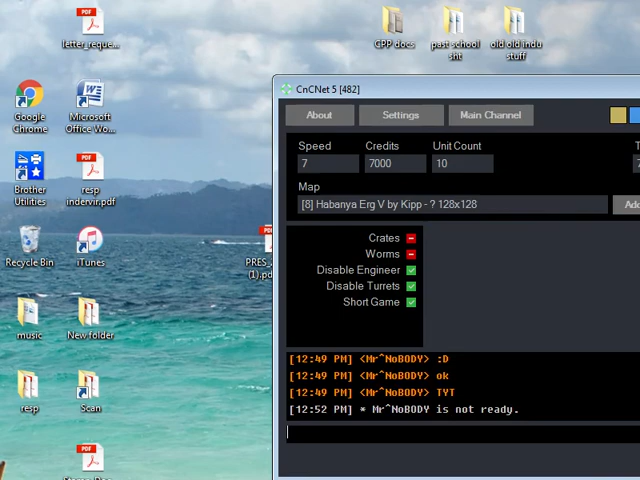 letter_reque...
CPP docs
past school sht
old old indu stuff
Google Chrome
Microsoft Office Wo...
Brother Utilities
resp indervir.pdf
Recycle Bin
iTunes
music
New folder
resp
Scan
CnCNet 5 [482]
About
Settings
Main Channel
Speed
Credits
Unit Count
7
7000
10
Map
[8] Habanya Erg V by Kipp - ? 128x128
Crates
Worms
Disable Engineer
Disable Turrets
Short Game
[12:49 PM] <Mr^NoBODY> :D
[12:49 PM] <Mr^NoBODY> ok
[12:49 PM] <Mr^NoBODY> TYT
[12:52 PM] * Mr^NoBODY is not ready.